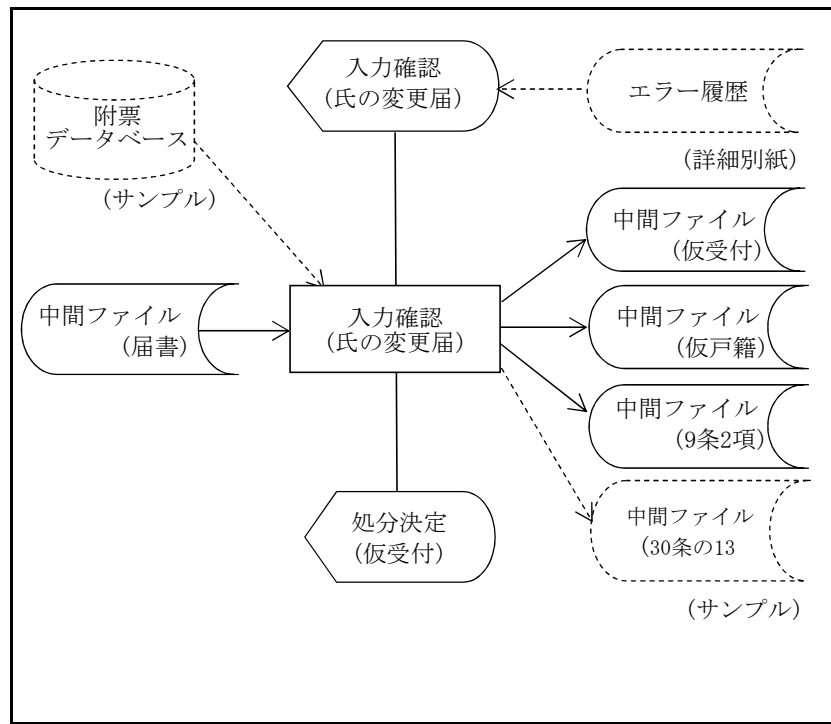 入力確認
(氏の変更届)
エラー履歴
(詳細別紙)
附票
データベース
(サンプル)
中間ファイル
(仮受付)
中間ファイル
(届書)
入力確認
(氏の変更届)
中間ファイル
(仮戸籍)
中間ファイル
(9条2項)
処分決定
(仮受付)
中間ファイル
(30条の13
(サンプル)